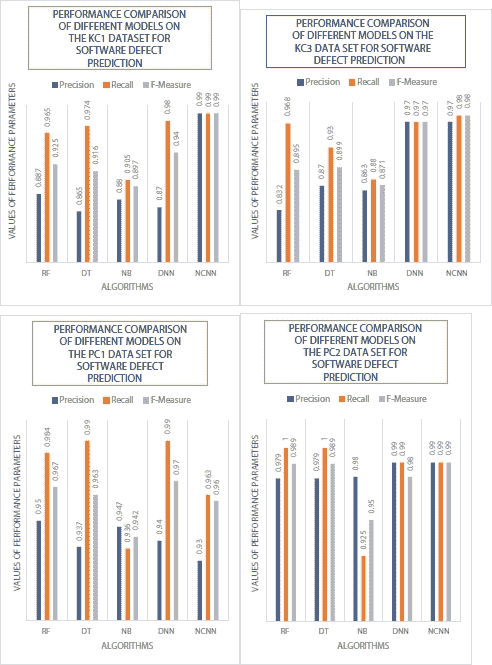 PERFORMANCE COMPARISON
OF DIFFERENT MODELS ON
THE KC1 DATASET FOR
SOFTWARE DEFECT
PREDICTION
Precision Recall F-Measure
VALUES OF FERFORMANCE PARAMETERS
0.887 0.965 0.925
0.865 0.974 0.916
0.88 0.905 0.897
0.87 0.98 0.94
0.99 0.99 0.99
RF DT NB DNN NCNN
ALGORITHMS
PERFORMANCE COMPARISON
OF DIFFERENT MODELS ON THE
KC3 DATA SET FOR SOFTWARE
DEFECT PREDICTION
Precision Recall F-Measure
VALUES OF PERFORMANCE PARAMETERS
0.832 0.968 0.895
0.87 0.93 0.899
0.863 0.88 0.871
0.97 0.97 0.97
0.97 0.98 0.98
RF DT NB DNN NCNN
ALGORITHMS
PERFORMANCE COMPARISON
OF DIFFERENT MODELS ON
THE PC1 DATA SET FOR
SOFTWARE DEFECT
PREDICTION
Precision Recall F-Measure
VALUES OF FERFORMANCE PARAMETERS
0.95 0.984 0.967
0.937 0.99 0.963
0.947 0.936 0.942
0.94 0.99 0.97
0.93 0.963 0.96
RF DT NB DNN NCNN
ALGORITHMS
PERFORMANCE COMPARISON
OF DIFFERENT MODELS ON
THE PC2 DATA SET FOR
SOFTWARE DEFECT
PREDICTION
Precision Recall F-Measure
VALUES OF PERFORMANCE PARAMETERS
0.979 1 0.989
0.979 1 0.989
0.98 0.925 0.95
0.99 0.99 0.98
0.99 0.99 0.99
RF DT NB DNN NCNN
ALGORITHMS